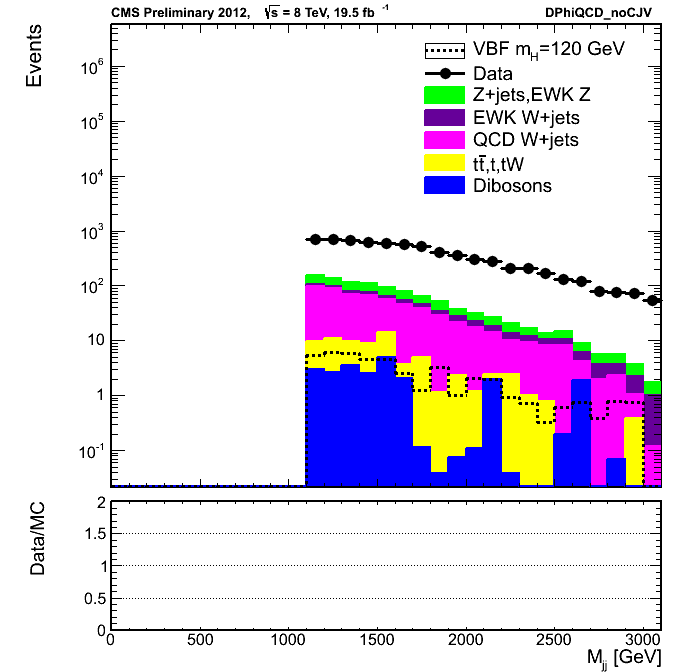 CMS Preliminary 2012, √s = 8 TeV, 19.5 fb⁻¹ DPhiQCD_noCJV
Events
VBF m_H=120 GeV
Data
Z+jets,EWK Z
EWK W+jets
QCD W+jets
tt̅,t,tW
Dibosons
10⁶
10⁵
10⁴
10³
10²
10
1
10⁻¹
Data/MC
2
1.5
1
0.5
0
0 500 1000 1500 2000 2500 3000
M_jj [GeV]